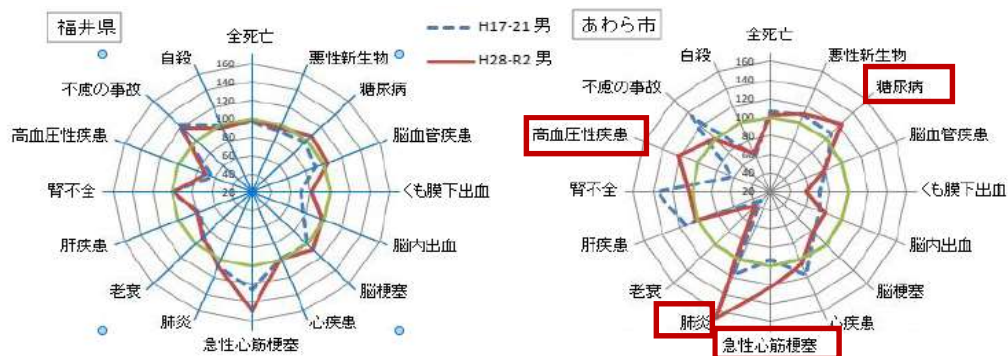 福井県
H17-21 男
H28-R2 男
あわら市
全死亡
悪性新生物
糖尿病
脳血管疾患
くも膜下出血
脳内出血
脳梗塞
心疾患
急性心筋梗塞
肺炎
老衰
肝疾患
腎不全
高血圧性疾患
不慮の事故
自殺
160
140
120
100
80
60
40
20
全死亡
悪性新生物
糖尿病
脳血管疾患
くも膜下出血
脳内出血
脳梗塞
心疾患
急性心筋梗塞
肺炎
老衰
肝疾患
腎不全
高血圧性疾患
不慮の事故
自殺
160
140
120
100
80
60
40
20